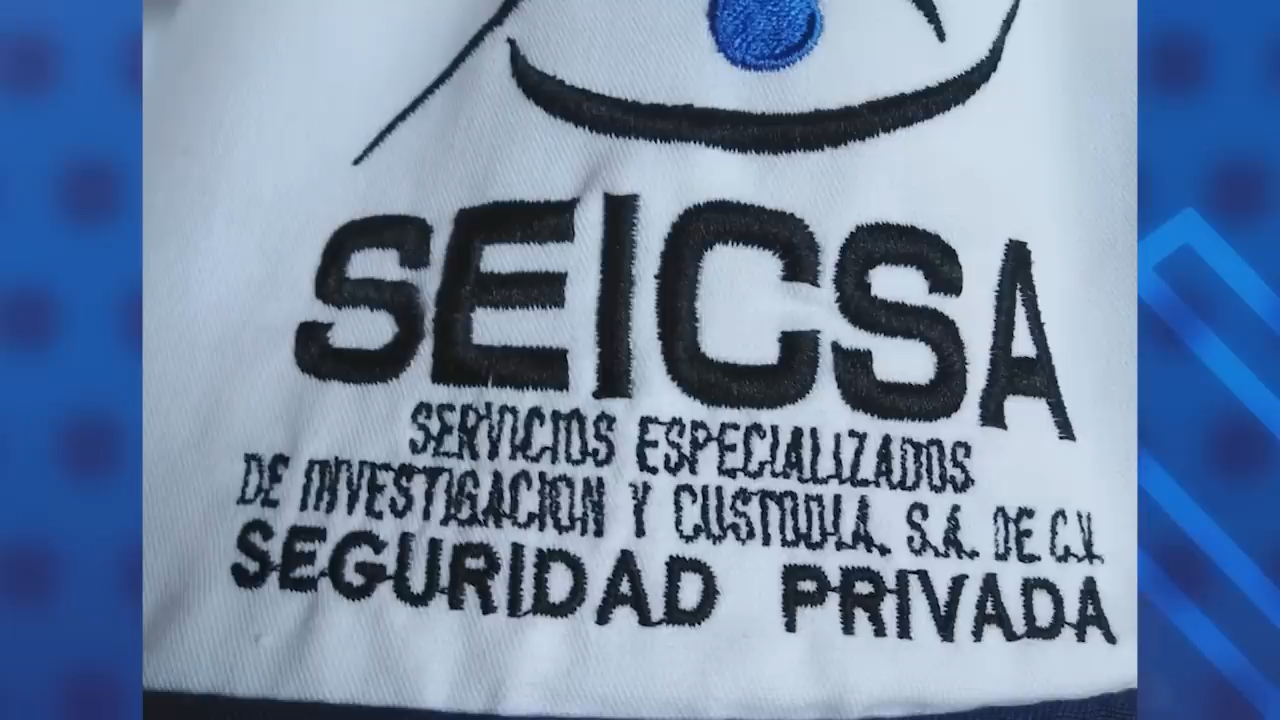 SEICSA
SERVICIOS ESPECIALIZADOS
DE INVESTIGACION Y CUSTODIA. S.A. DE C.V.
SEGURIDAD PRIVADA